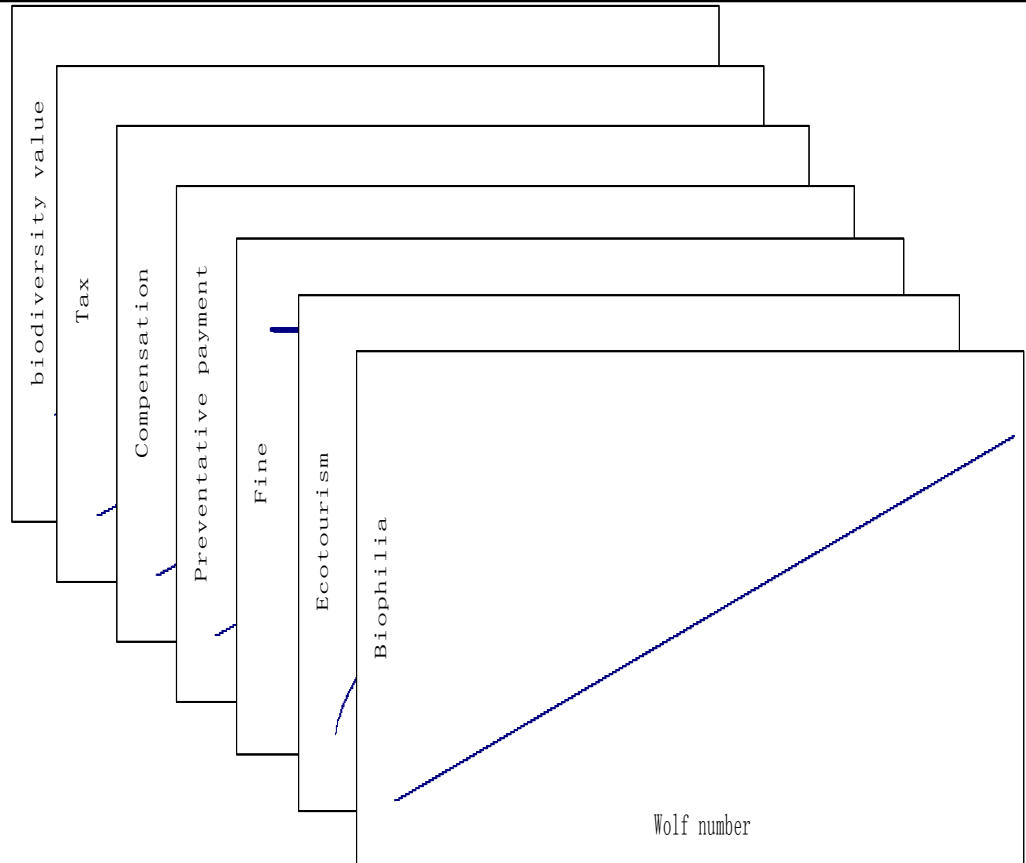 biodiversity value
Tax
Compensation
Preventative payment
Fine
Ecotourism
Biophilia
Wolf number